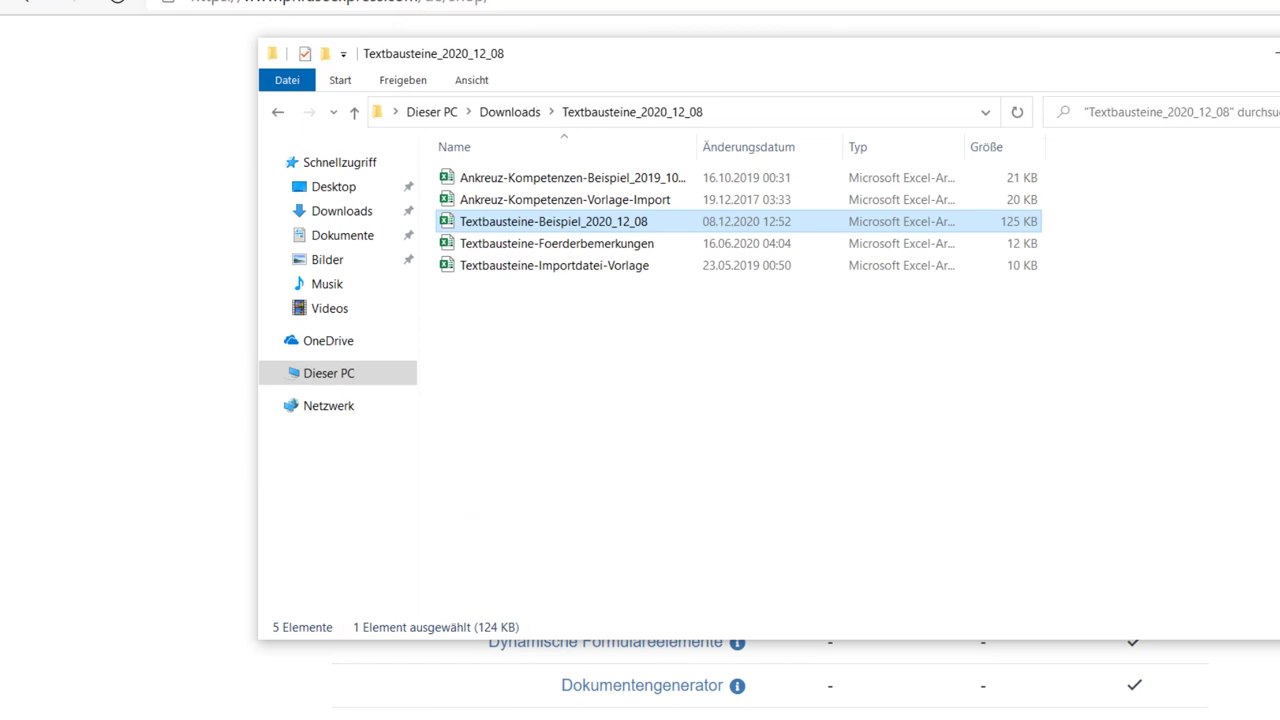 Textbausteine_2020_12_08
Datei Start Freigeben Ansicht
Dieser PC Downloads Textbausteine_2020_12_08 "Textbausteine_2020_12_08" durchsu
Name Änderungsdatum Typ Größe
Schnellzugriff
Desktop
Downloads
Dokumente
Bilder
Musik
Videos
OneDrive
Dieser PC
Netzwerk
Ankreuz-Kompetenzen-Beispiel_2019_10... 16.10.2019 00:31 Microsoft Excel-Ar... 21 KB
Ankreuz-Kompetenzen-Vorlage-Import 19.12.2017 03:33 Microsoft Excel-Ar... 20 KB
Textbausteine-Beispiel_2020_12_08 08.12.2020 12:52 Microsoft Excel-Ar... 125 KB
Textbausteine-Foerderbemerkungen 16.06.2020 04:04 Microsoft Excel-Ar... 12 KB
Textbausteine-Importdatei-Vorlage 23.05.2019 00:50 Microsoft Excel-Ar... 10 KB
5 Elemente 1 Element ausgewählt (124 KB)
Dynamische Formularelemente - -
Dokumentengenerator - -